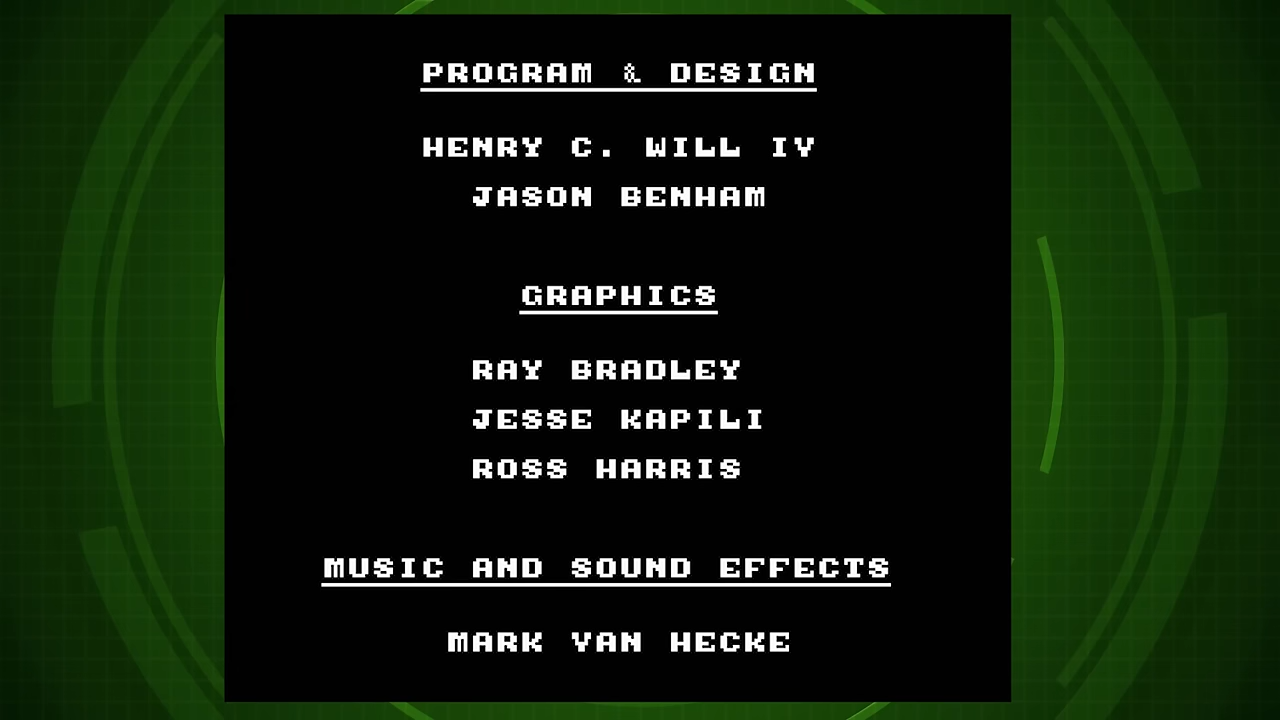 PROGRAM & DESIGN
HENRY C. WILL IV
JASON BENHAM
GRAPHICS
RAY BRADLEY
JESSE KAPILI
ROSS HARRIS
MUSIC AND SOUND EFFECTS
MARK VAN HECKE